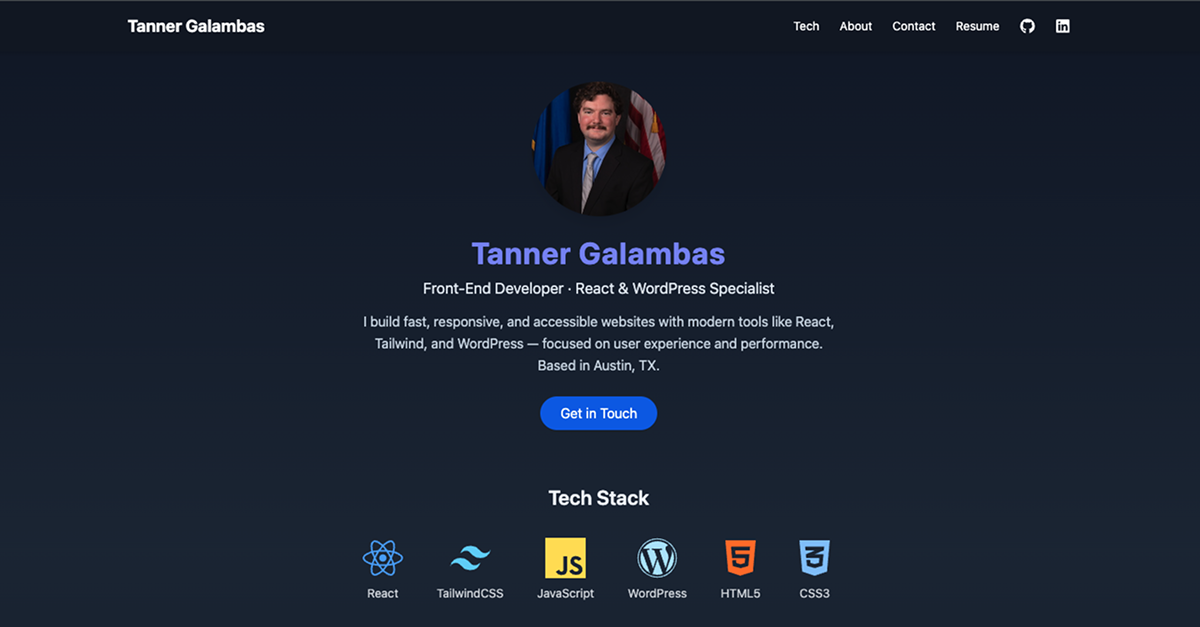 Tanner Galambas
Tech About Contact Resume in
Tanner Galambas
Front-End Developer · React & WordPress Specialist
I build fast, responsive, and accessible websites with modern tools like React,
Tailwind, and WordPress — focused on user experience and performance.
Based in Austin, TX.
Get in Touch
Tech Stack
JS W 5 3
React TailwindCSS JavaScript WordPress HTML5 CSS3